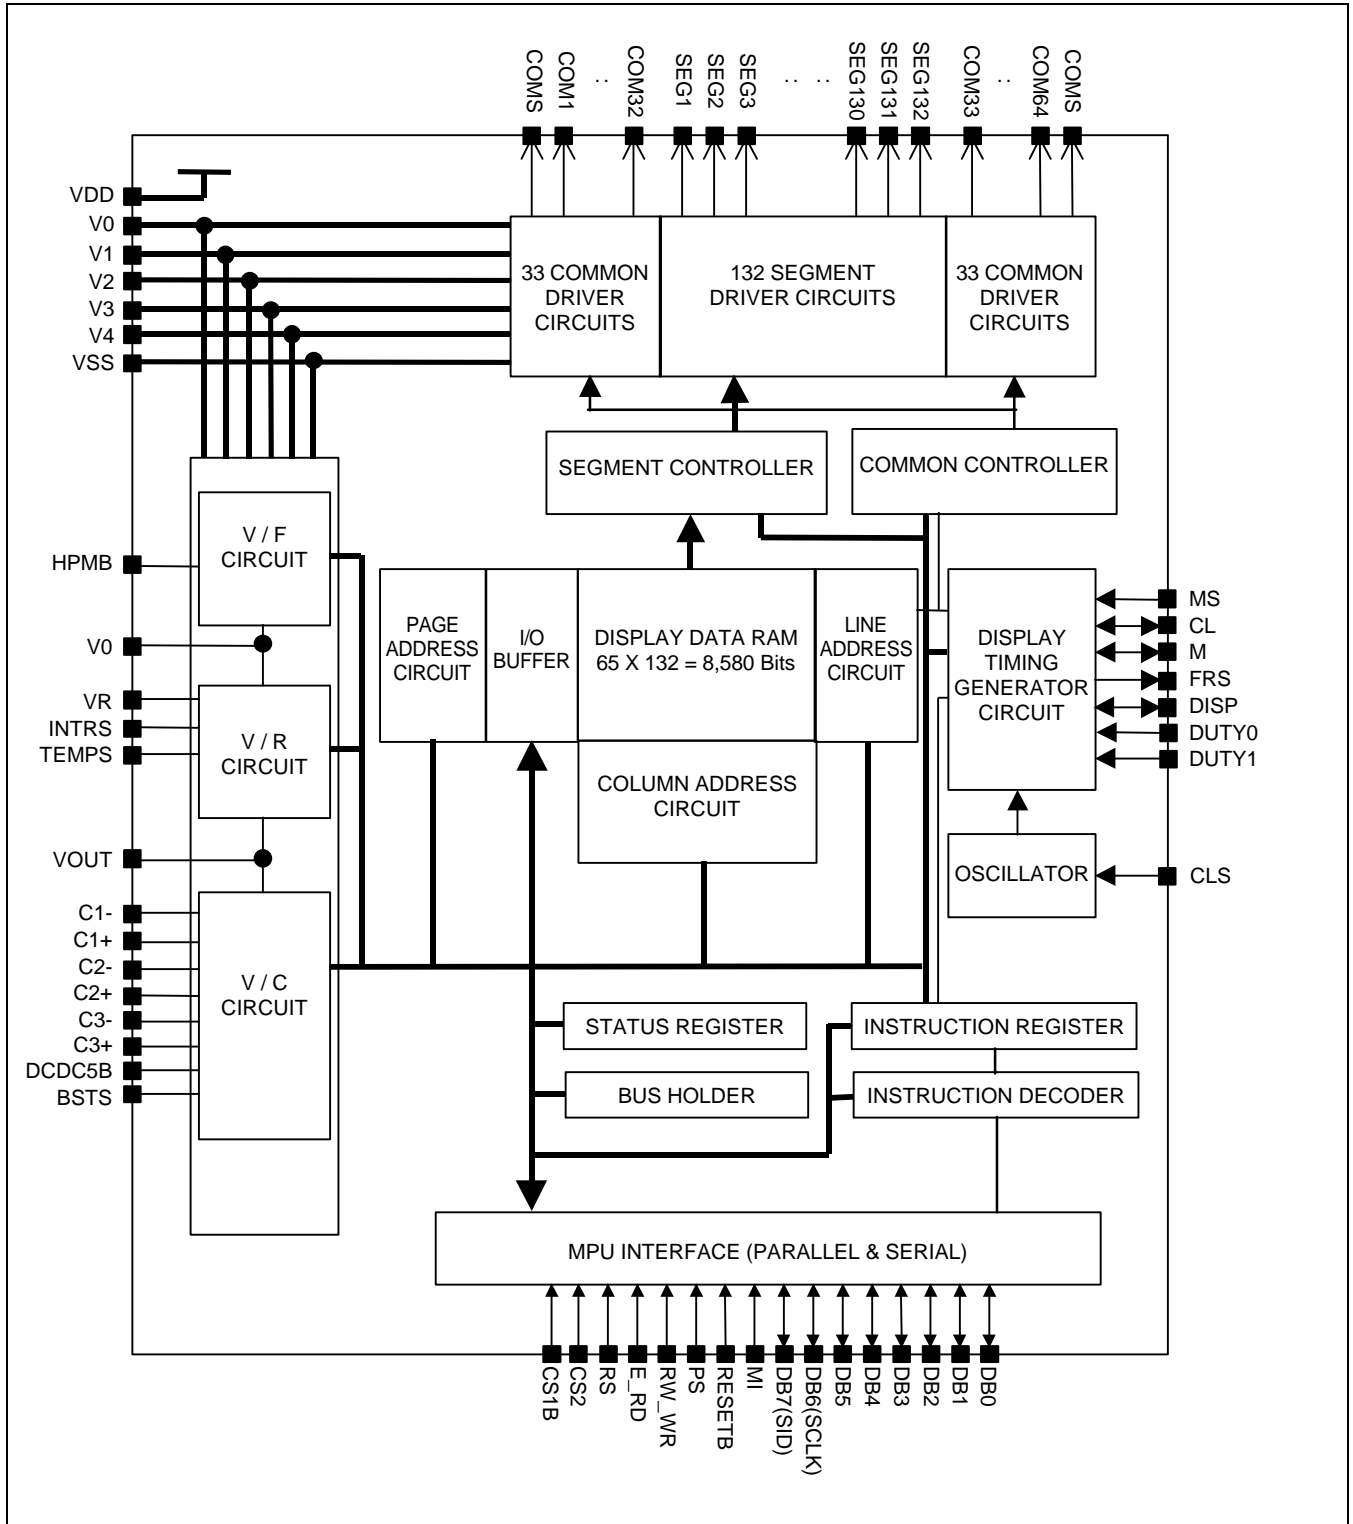 COMS
COM1
: :
COM32
SEG1
SEG2
SEG3
: :
: :
SEG130
SEG131
SEG132
COM33
: :
COM64
COMS
VDD
V0
V1
V2
V3
V4
VSS
33 COMMON
DRIVER
CIRCUITS
132 SEGMENT
DRIVER CIRCUITS
33 COMMON
DRIVER
CIRCUITS
SEGMENT CONTROLLER
COMMON CONTROLLER
V / F
CIRCUIT
HPMB
V0
VR
INTRS
TEMPS
V / R
CIRCUIT
VOUT
C1-
C1+
C2-
C2+
C3-
C3+
DCDC5B
BSTS
V / C
CIRCUIT
PAGE
ADDRESS
CIRCUIT
I/O
BUFFER
DISPLAY DATA RAM
65 X 132 = 8,580 Bits
LINE
ADDRESS
CIRCUIT
COLUMN ADDRESS
CIRCUIT
DISPLAY
TIMING
GENERATOR
CIRCUIT
MS
CL
M
FRS
DISP
DUTY0
DUTY1
OSCILLATOR
CLS
STATUS REGISTER
INSTRUCTION REGISTER
BUS HOLDER
INSTRUCTION DECODER
MPU INTERFACE (PARALLEL & SERIAL)
CS1B
CS2
RS
E_RD
RW_WR
PS
RESETB
MI
DB7(SID)
DB6(SCLK)
DB5
DB4
DB3
DB2
DB1
DB0